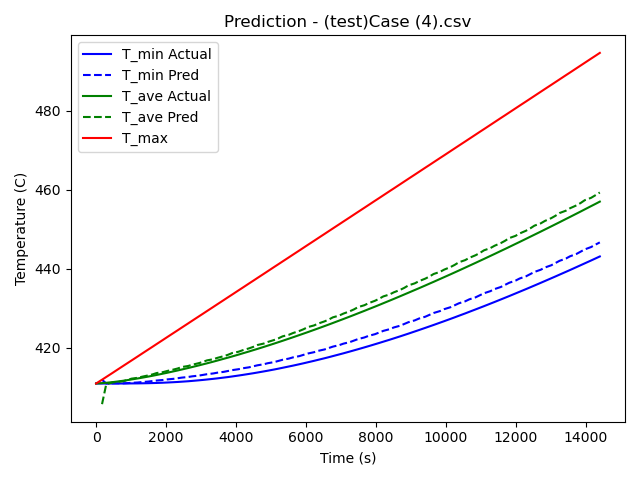 Prediction - (test)Case (4).csv
T_min Actual
T_min Pred
T_ave Actual
T_ave Pred
T_max
Temperature (C)
480
460
440
420
0 2000 4000 6000 8000 10000 12000 14000
Time (s)